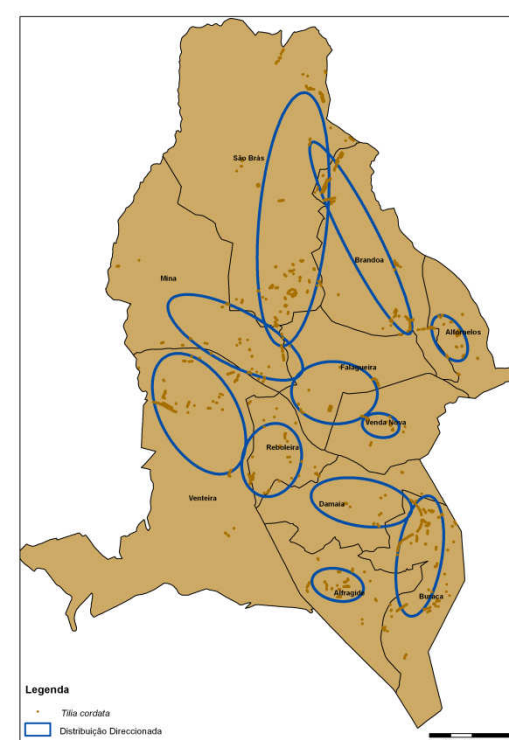 São Brás
Brandoa
Mina
Alfornelos
Falagueira
Venda Nova
Reboleira
Venteira
Damaia
Alfragide
Buraca
Legenda
Tilia cordata
Distribuição Direccionada